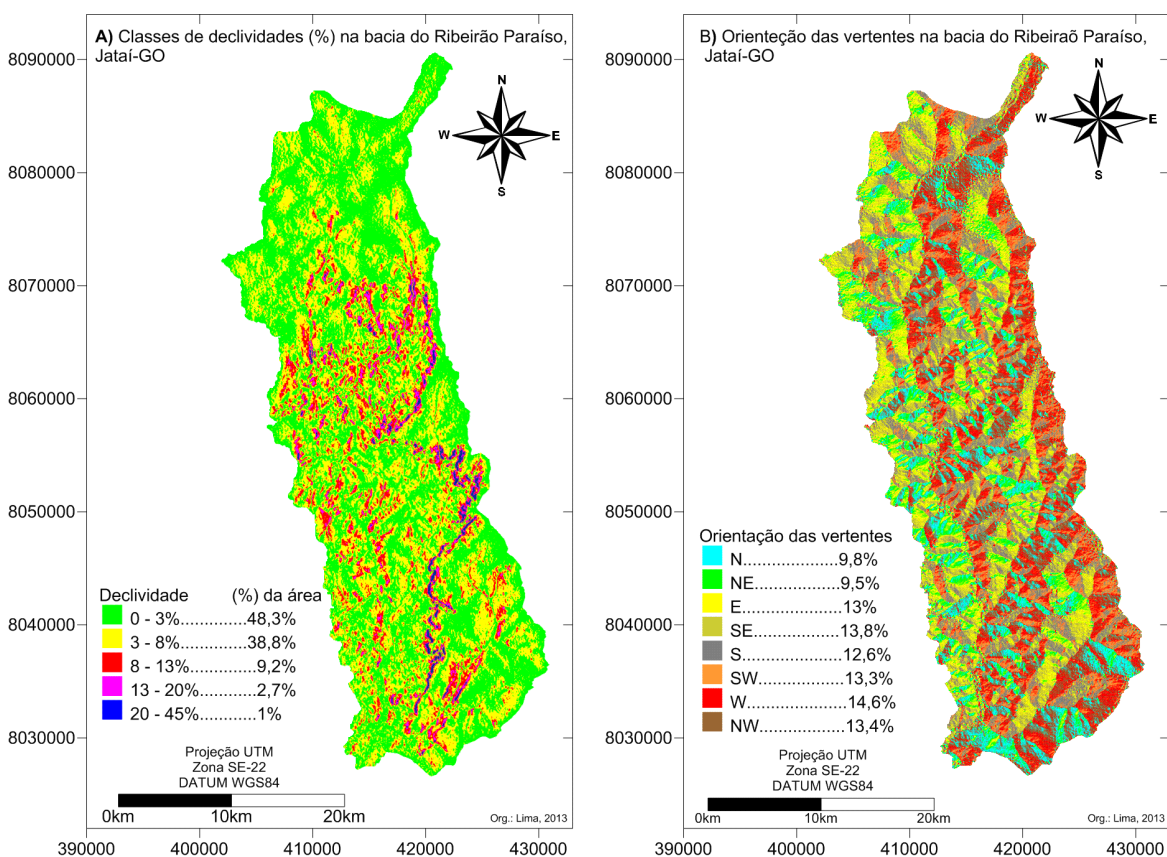 A) Classes de declividades (%) na bacia do Ribeirão Paraíso,
Jataí-GO
N
W
E
S
8090000
8080000
8070000
8060000
8050000
8040000
8030000
Declividade (%) da área
0 - 3%..............48,3%
3 - 8%..............38,8%
8 - 13%............9,2%
13 - 20%..........2,7%
20 - 45%..........1%
Projeção UTM
Zona SE-22
DATUM WGS84
0km 10km 20km
Org.: Lima, 2013
390000 400000 410000 420000 430000
B) Orienteção das vertentes na bacia do Ribeiraõ Paraíso,
Jataí-GO
N
W
E
S
8090000
8080000
8070000
8060000
8050000
8040000
8030000
Orientação das vertentes
N...................9,8%
NE.................9,5%
E...................13%
SE.................13,8%
S....................12,6%
SW................13,3%
W..................14,6%
NW................13,4%
Projeção UTM
Zona SE-22
DATUM WGS84
0km 10km 20km
Org.: Lima, 2013
390000 400000 410000 420000 430000